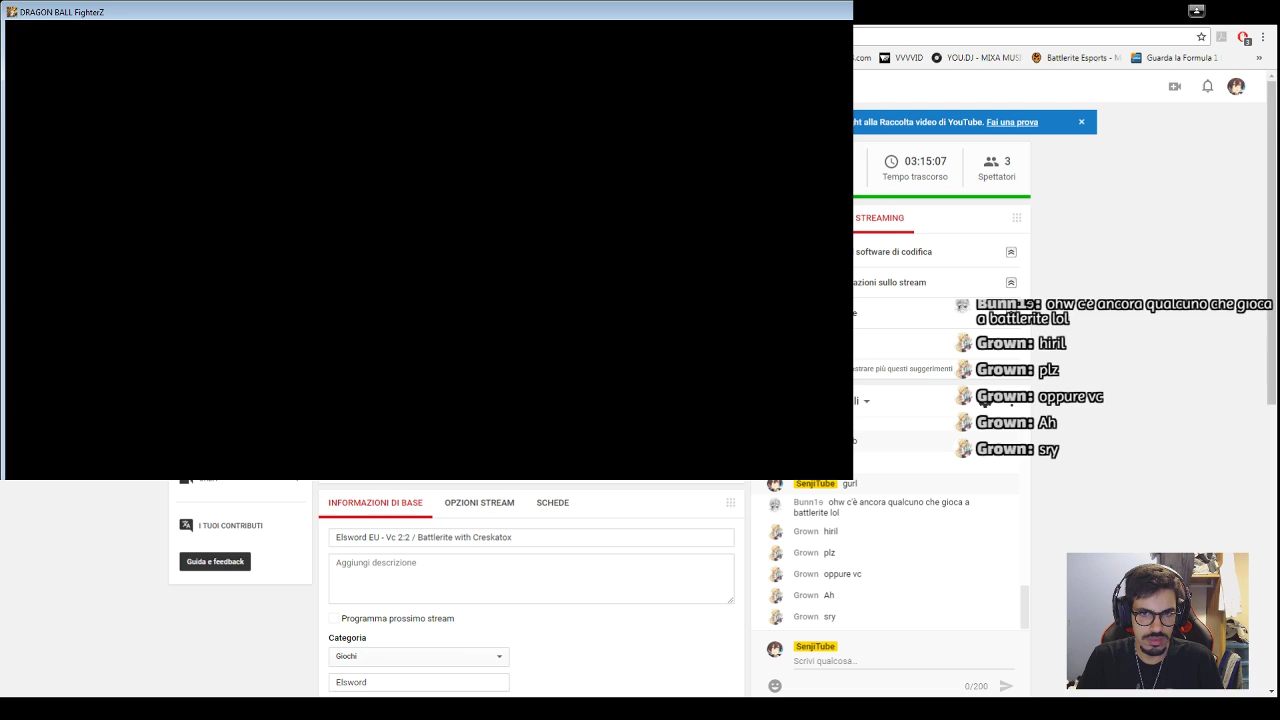 DRAGON BALL FighterZ
3
.com
VVVVID
YOU.DJ - MIXA MUSI
Battlerite Esports - M
Guarda la Formula 1
»
ht alla Raccolta video di YouTube. Fai una prova
×
03:15:07
Tempo trascorso
3
Spettatori
STREAMING
software di codifica
azioni sullo stream
Bunn1ɘ: ohw c'è ancora qualcuno che gioca
a battlerite lol
Grown: hiril
strare più questi suggerimenti
Grown: plz
Grown: oppure vc
li
Grown: Ah
Grown: sry
SenjiTube gurl
Bunn1ɘ ohw c'è ancora qualcuno che gioca a
battlerite lol
Grown hiril
Grown plz
Grown oppure vc
Grown Ah
Grown sry
SenjiTube
Scrivi qualcosa...
0/200
I TUOI CONTRIBUTI
Guida e feedback
INFORMAZIONI DI BASE
OPZIONI STREAM
SCHEDE
Elsword EU - Vc 2:2 / Battlerite with Creskatox
Aggiungi descrizione
Programma prossimo stream
Categoria
Giochi
Elsword